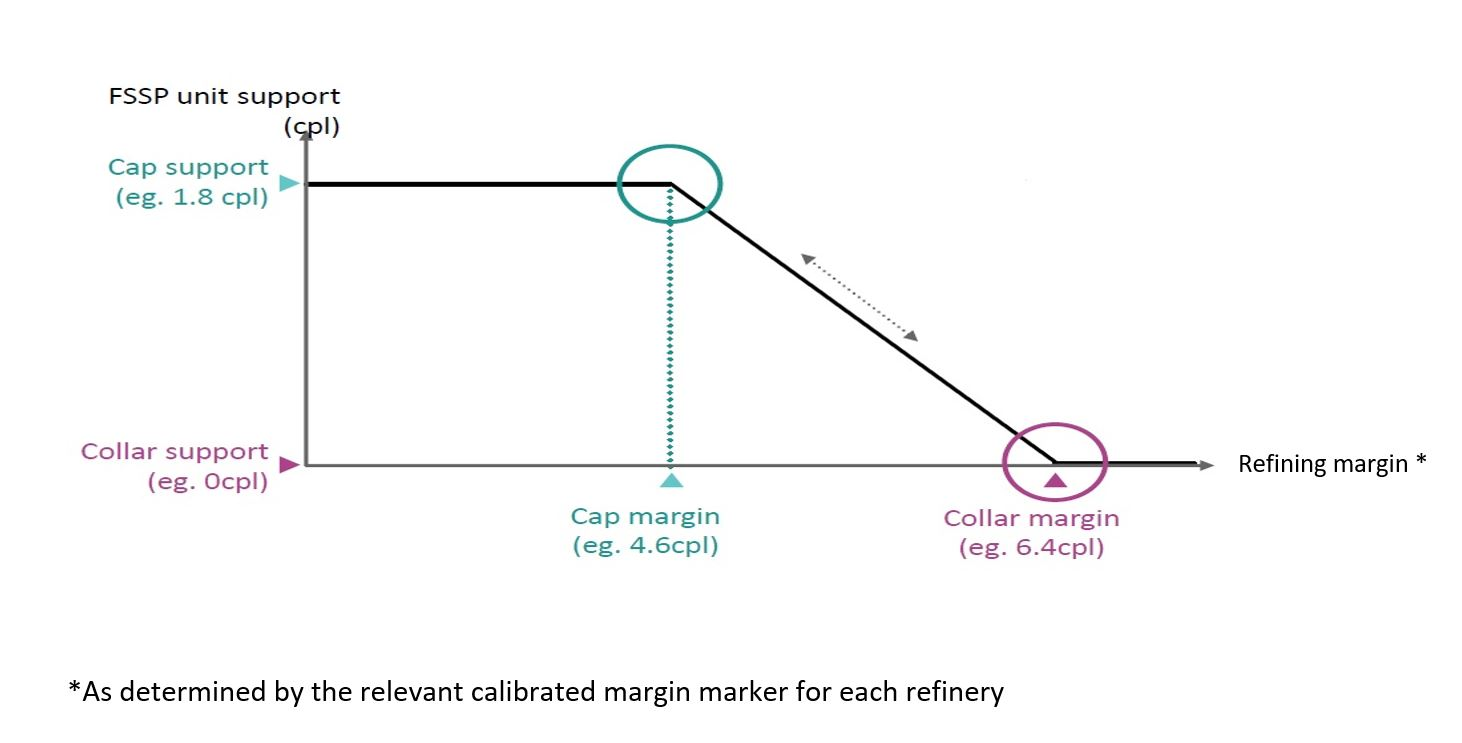 FSSP unit support
(cpl)
Cap support
(eg. 1.8 cpl)
Collar support
(eg. 0cpl)
Refining margin *
Cap margin
(eg. 4.6cpl)
Collar margin
(eg. 6.4cpl)
*As determined by the relevant calibrated margin marker for each refinery